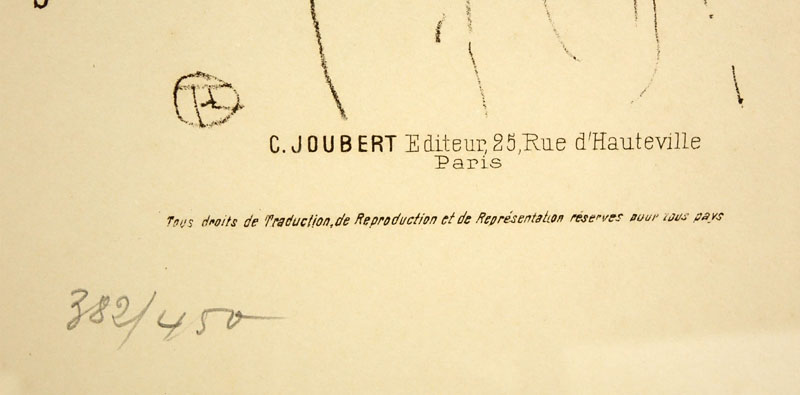 C. JOUBERT Editeur, 25, Rue d'Hauteville
Paris
Tous droits de Traduction, de Reproduction et de Représentation réservés pour tous pays
382/450